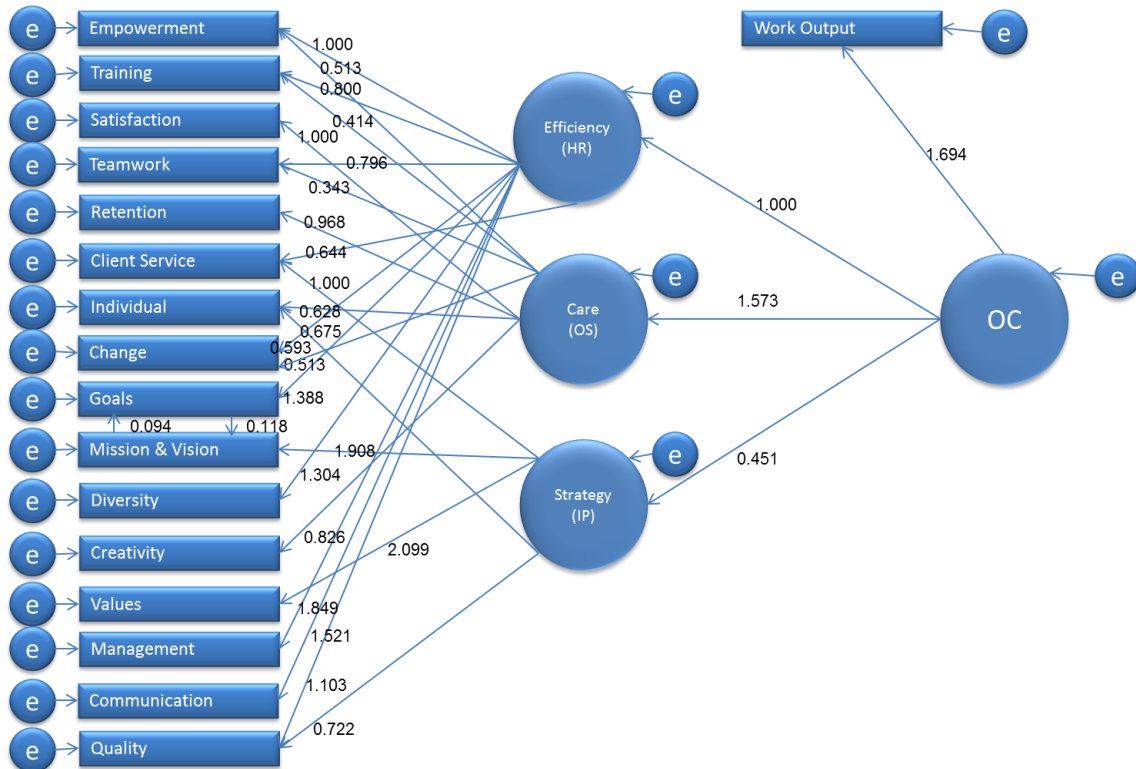 e
Empowerment
Work Output
e
1.000
e
Training
0.513
0.800
e
e
Satisfaction
0.414
1.000
Efficiency
(HR)
e
Teamwork
0.796
1.694
0.343
e
Retention
0.968
1.000
e
Client Service
0.644
e
e
1.000
e
Individual
0.628
Care
(OS)
1.573
OC
0.675
e
Change
0.593
0.513
e
Goals
1.388
0.094
0.118
e
Mission & Vision
1.908
e
0.451
1.304
e
Diversity
Strategy
(IP)
e
Creativity
0.826
2.099
e
Values
1.849
e
Management
1.521
e
Communication
1.103
0.722
e
Quality